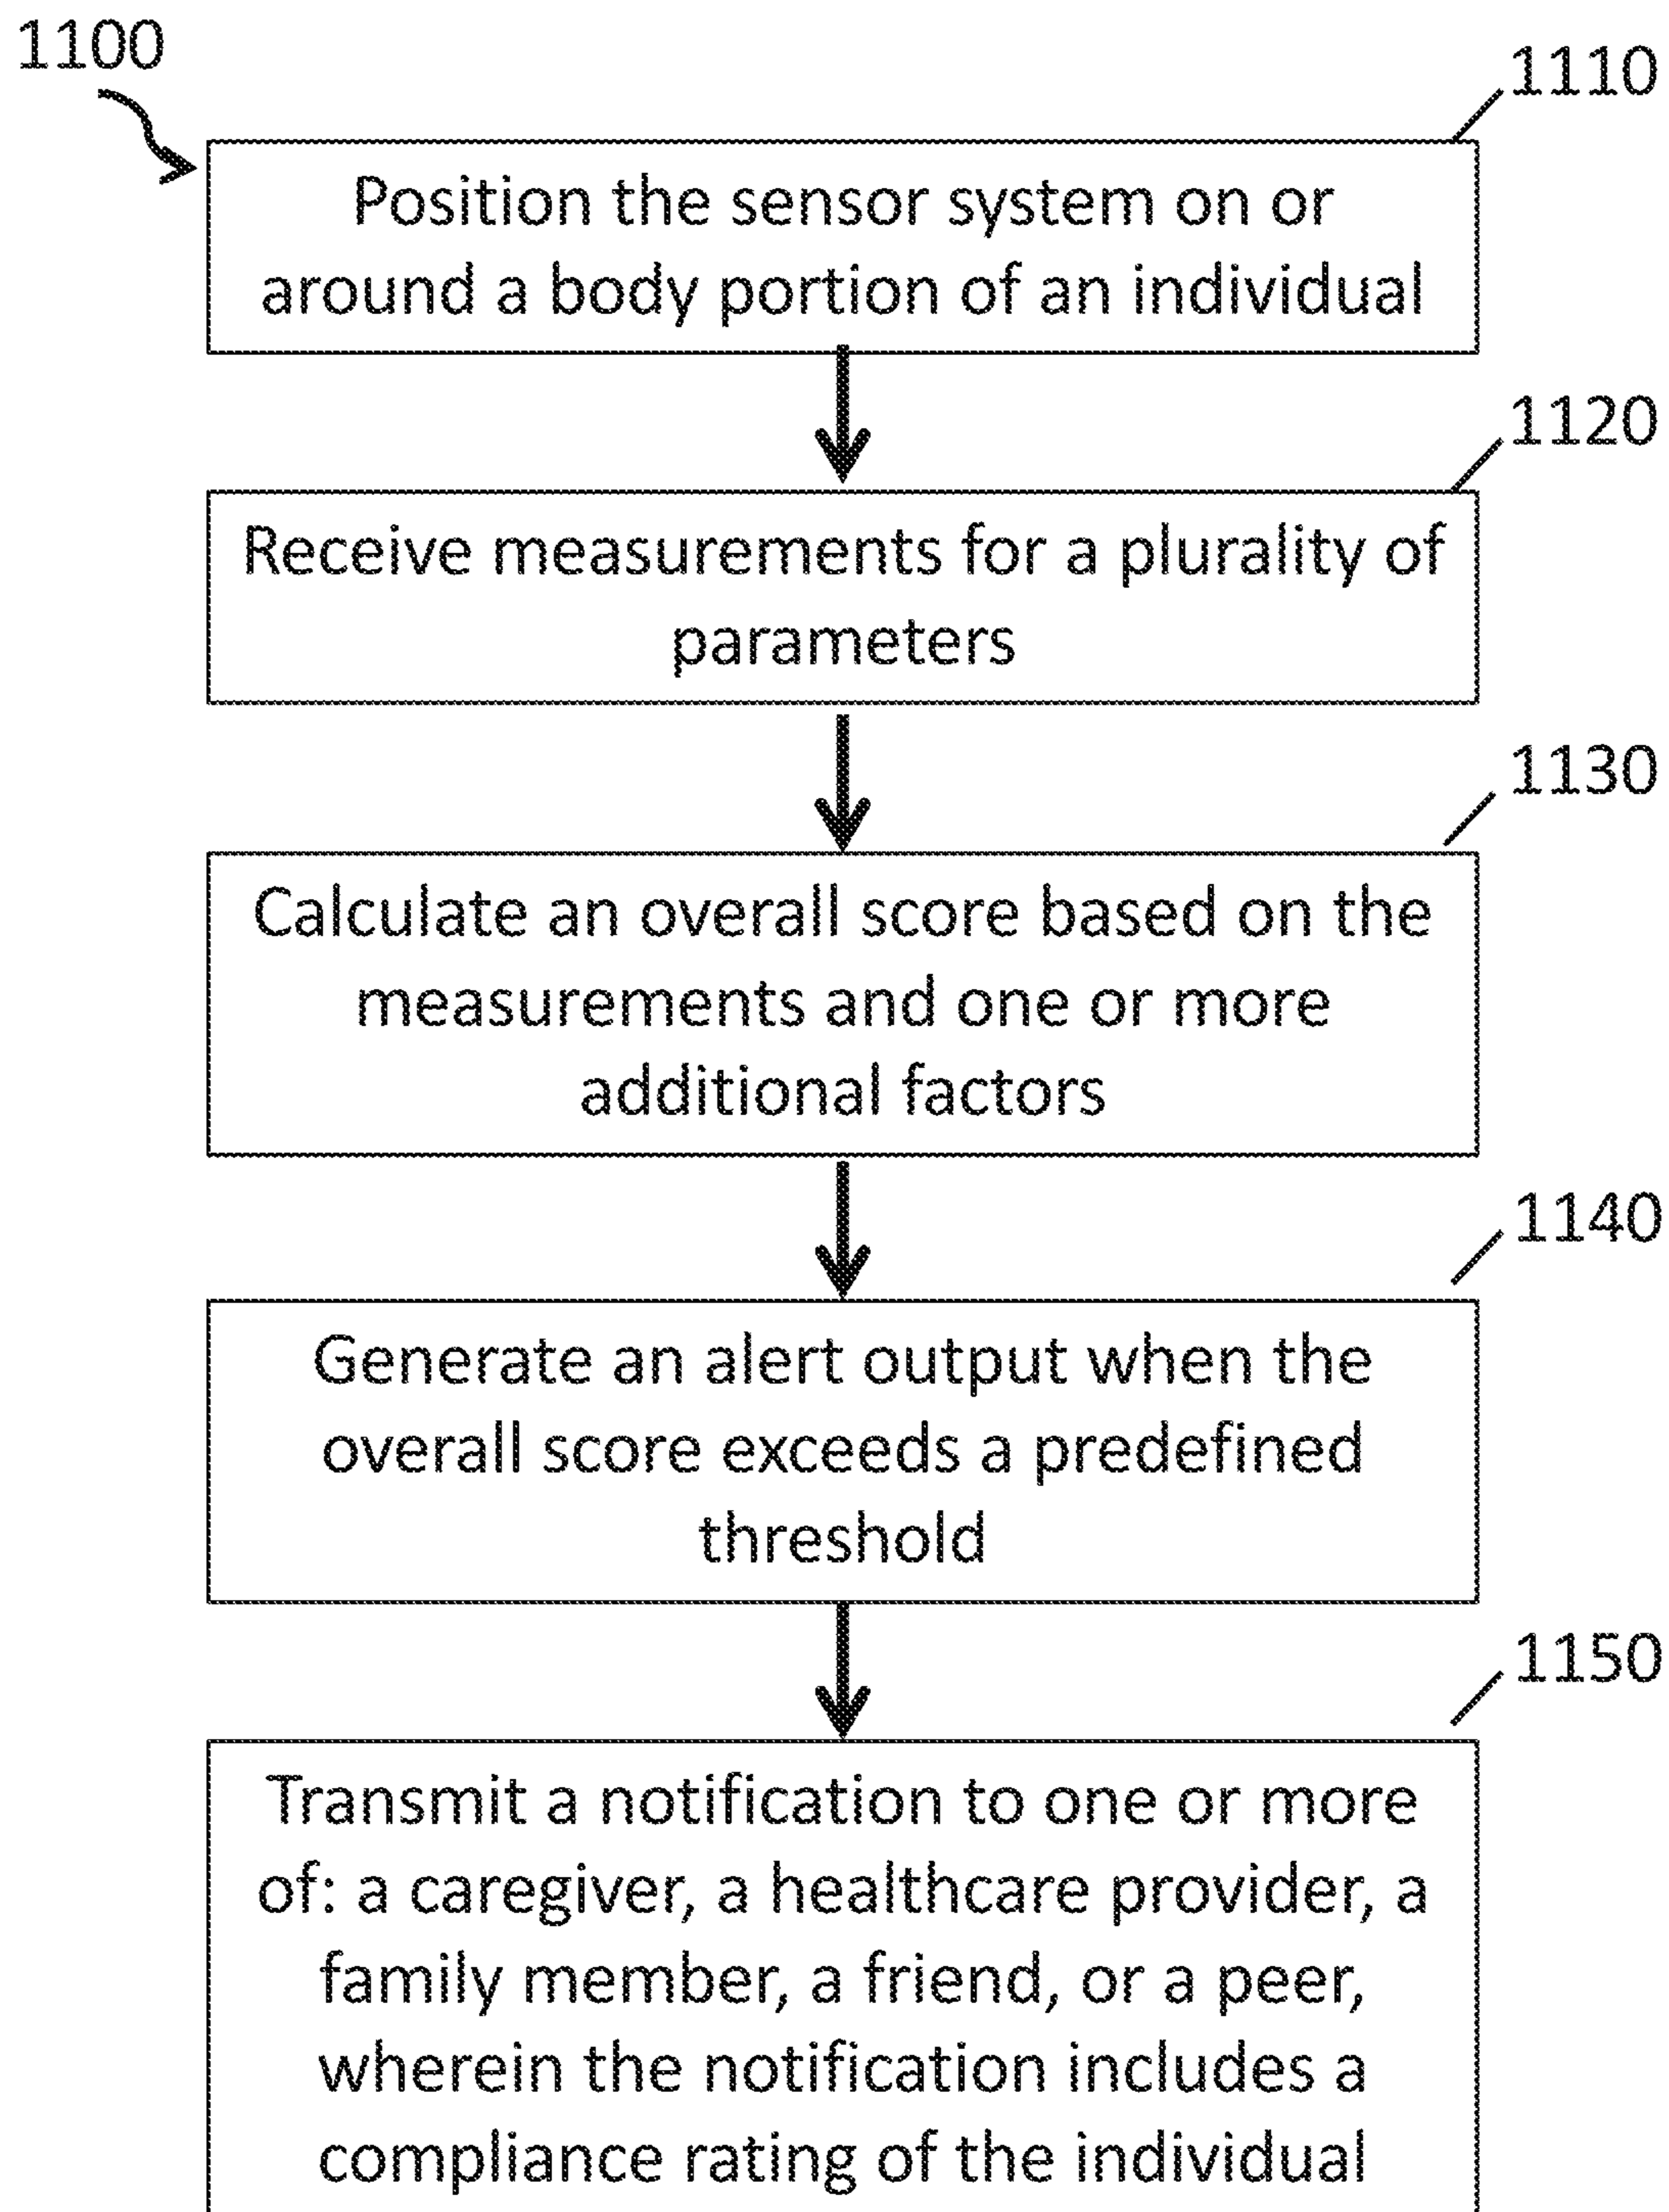 1100
1110
Position the sensor system on or
around a body portion of an individual
1120
Receive measurements for a plurality of
parameters
1130
Calculate an overall score based on the
measurements and one or more
additional factors
1140
Generate an alert output when the
overall score exceeds a predefined
threshold
1150
Transmit a notification to one or more
of: a caregiver, a healthcare provider, a
family member, a friend, or a peer,
wherein the notification includes a
compliance rating of the individual